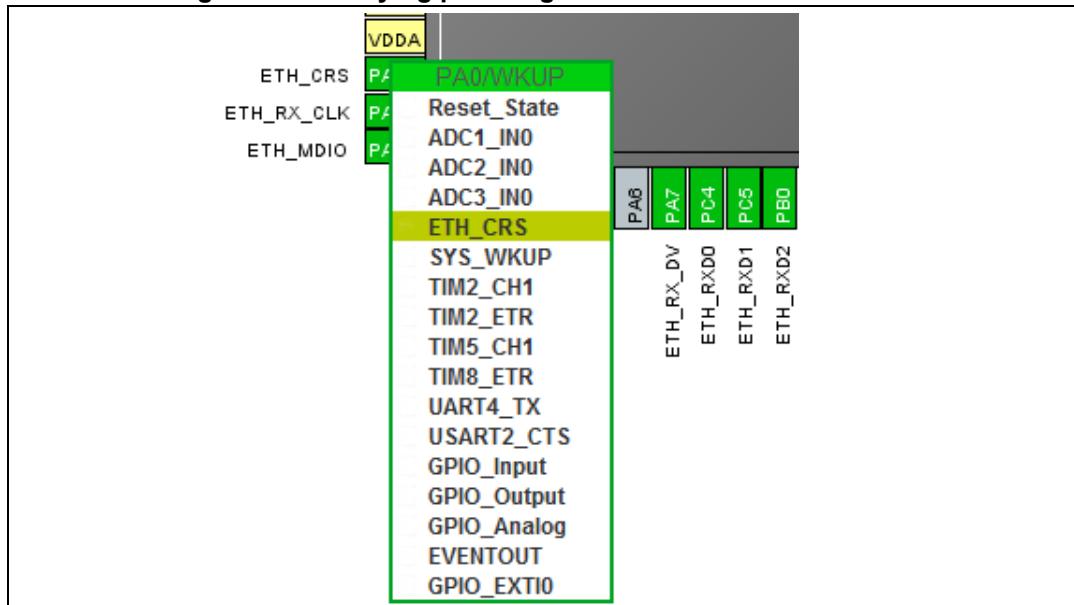 VDDA
ETH_CRS
PA0/WKUP
ETH_RX_CLK
ETH_MDIO
Reset_State
ADC1_IN0
ADC2_IN0
ADC3_IN0
ETH_CRS
SYS_WKUP
TIM2_CH1
TIM2_ETR
TIM5_CH1
TIM8_ETR
UART4_TX
USART2_CTS
GPIO_Input
GPIO_Output
GPIO_Analog
EVENTOUT
GPIO_EXTI0
PA6
PA7
PC4
PC5
PB0
ETH_RX_DV
ETH_RXD0
ETH_RXD1
ETH_RXD2